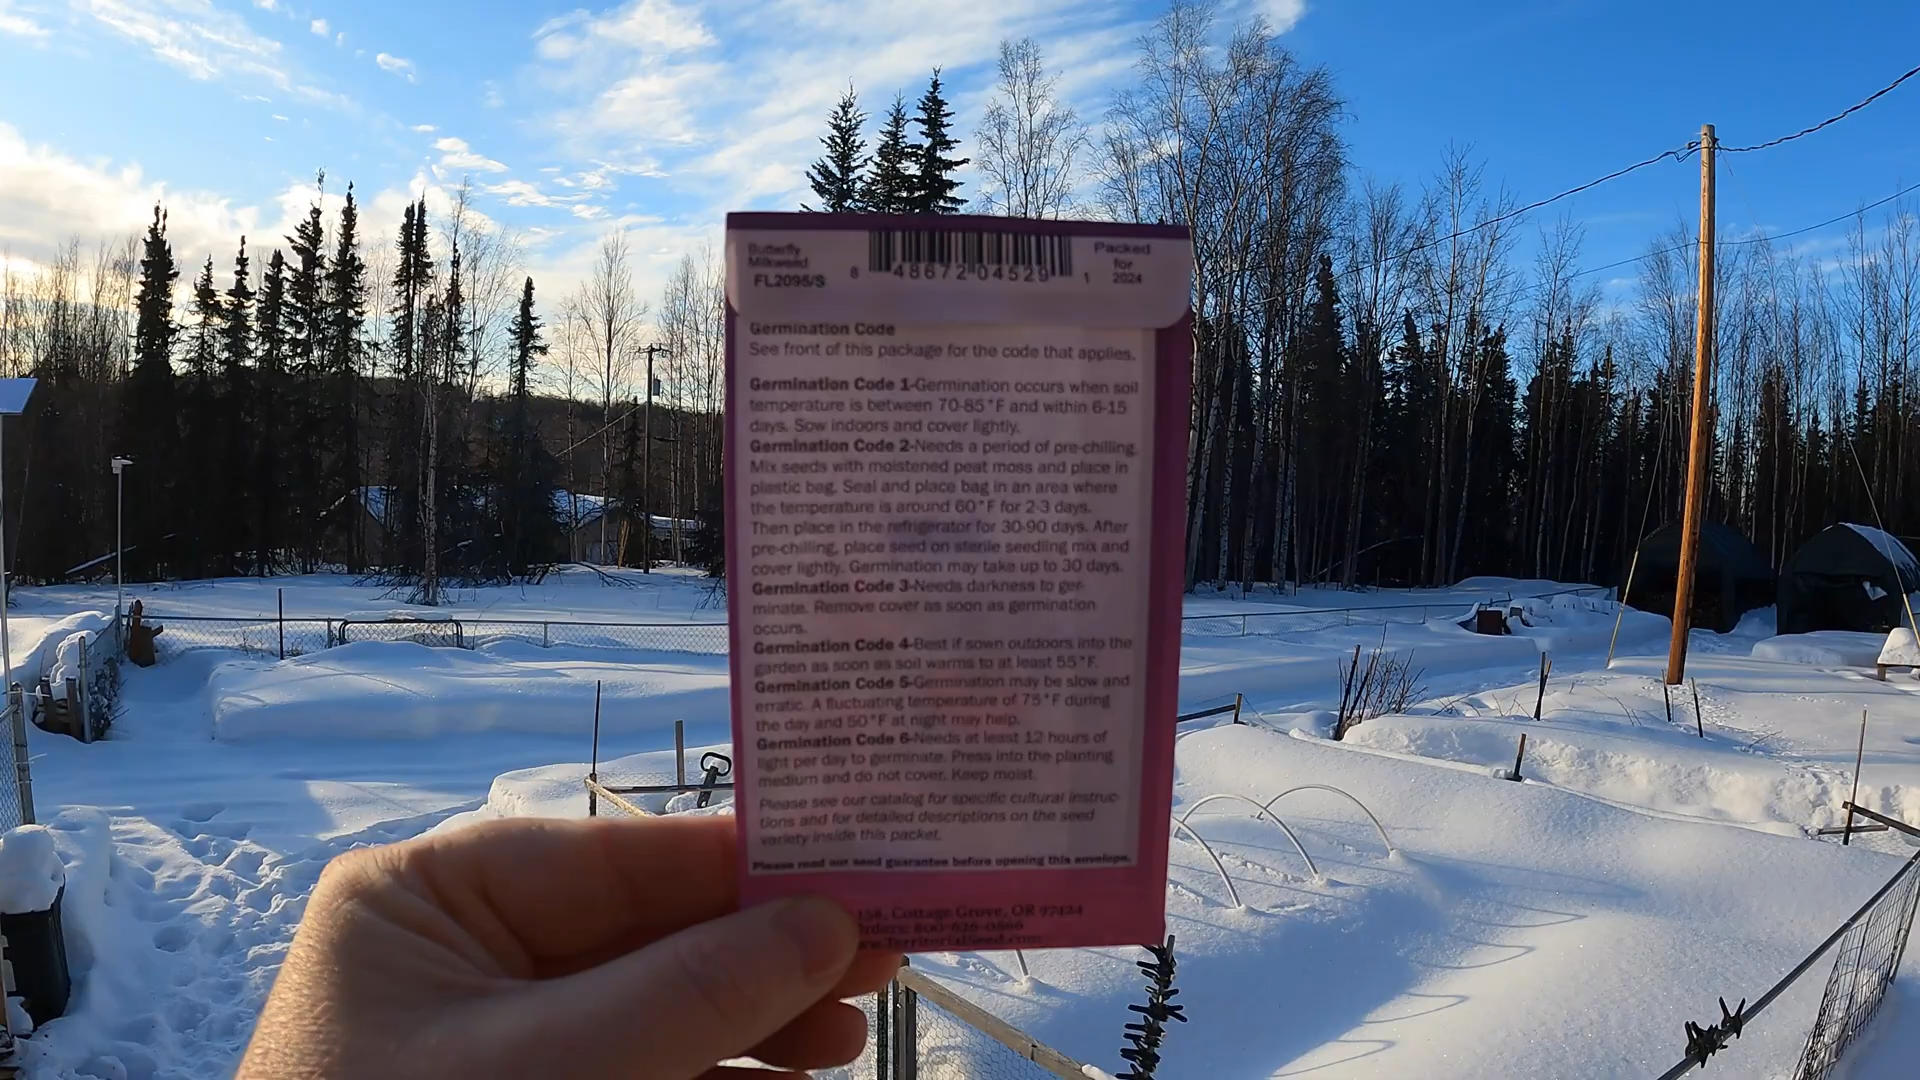 Butterfly
Milkweed
FL2095/S
8 48672 04529 1
Packed
for
2024
Germination Code
See front of this package for the code that applies.
Germination Code 1-Germination occurs when soil
temperature is between 70-85°F and within 6-15
days. Sow indoors and cover lightly.
Germination Code 2-Needs a period of pre-chilling.
Mix seeds with moistened peat moss and place in
plastic bag. Seal and place bag in an area where
the temperature is around 60°F for 2-3 days.
Then place in the refrigerator for 30-90 days. After
pre-chilling, place seed on sterile seedling mix and
cover lightly. Germination may take up to 30 days.
Germination Code 3-Needs darkness to ger-
minate. Remove cover as soon as germination
occurs.
Germination Code 4-Best if sown outdoors into the
garden as soon as soil warms to at least 55°F.
Germination Code 5-Germination may be slow and
erratic. A fluctuating temperature of 75°F during
the day and 50°F at night may help.
Germination Code 6-Needs at least 12 hours of
light per day to germinate. Press into the planting
medium and do not cover. Keep moist.
Please see our catalog for specific cultural instruc-
tions and for detailed descriptions on the seed
variety inside this packet.
Please read our seed guarantee before opening this envelope.
158, Cottage Grove, OR 97424
Orders: 800-626-0866
www.TerritorialSeed.com